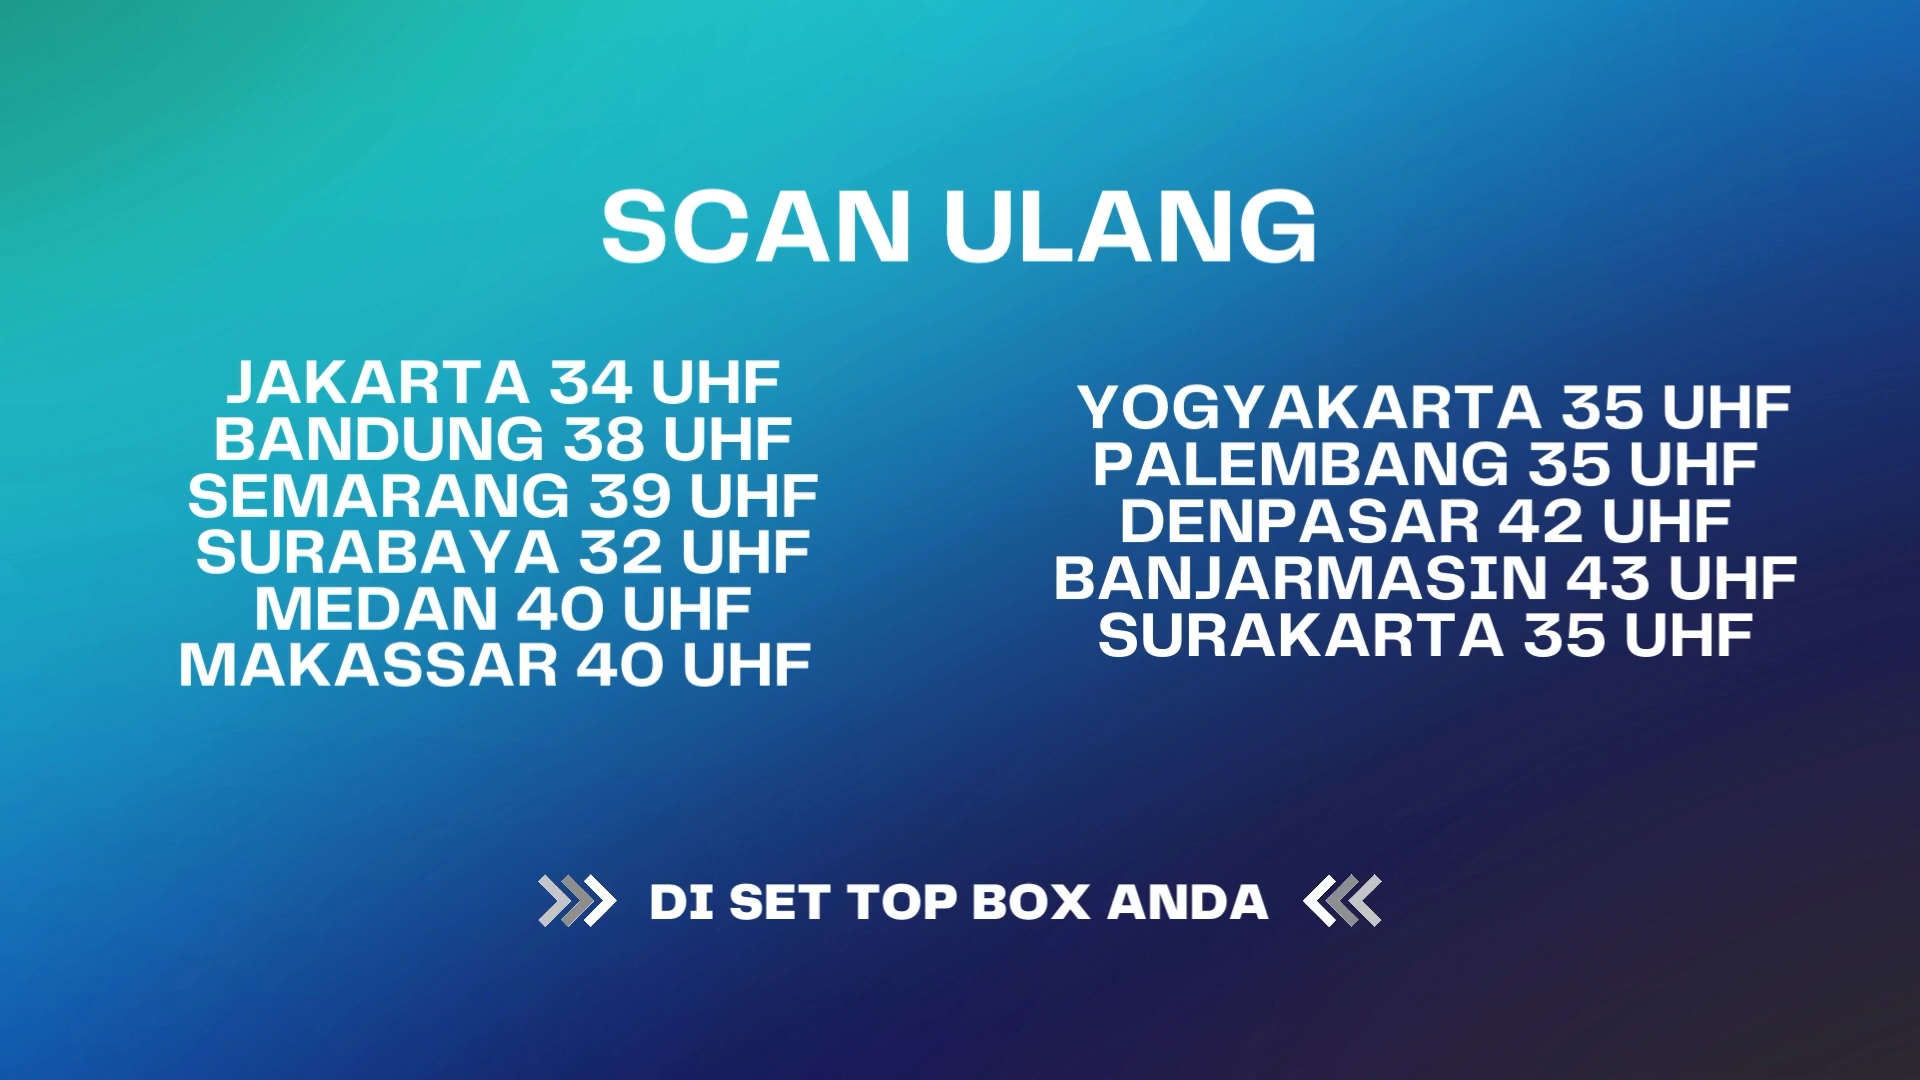 SCAN ULANG
JAKARTA 34 UHF
BANDUNG 38 UHF
SEMARANG 39 UHF
SURABAYA 32 UHF
MEDAN 40 UHF
MAKASSAR 40 UHF
YOGYAKARTA 35 UHF
PALEMBANG 35 UHF
DENPASAR 42 UHF
BANJARMASIN 43 UHF
SURAKARTA 35 UHF
DI SET TOP BOX ANDA